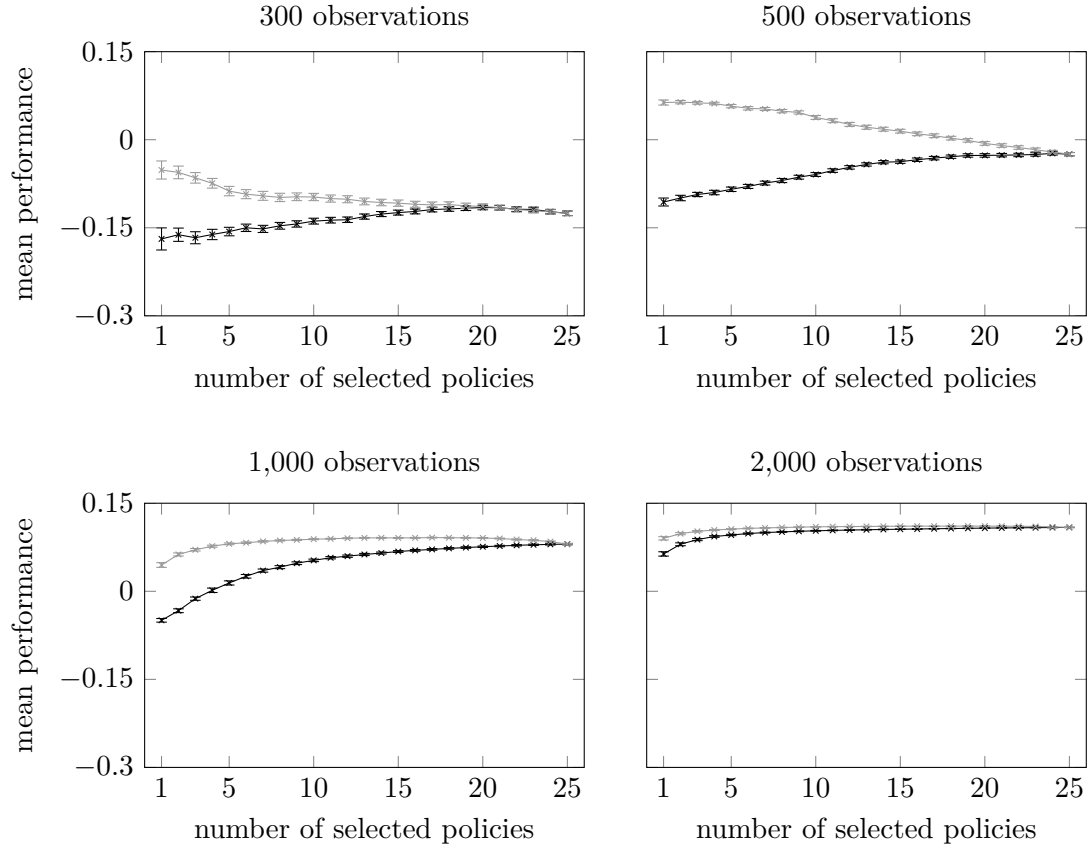 300 observations
500 observations
mean performance
0.15
0
−0.15
−0.3
1 5 10 15 20 25
1 5 10 15 20 25
number of selected policies
number of selected policies
1,000 observations
2,000 observations
mean performance
0.15
0
−0.15
−0.3
1 5 10 15 20 25
1 5 10 15 20 25
number of selected policies
number of selected policies